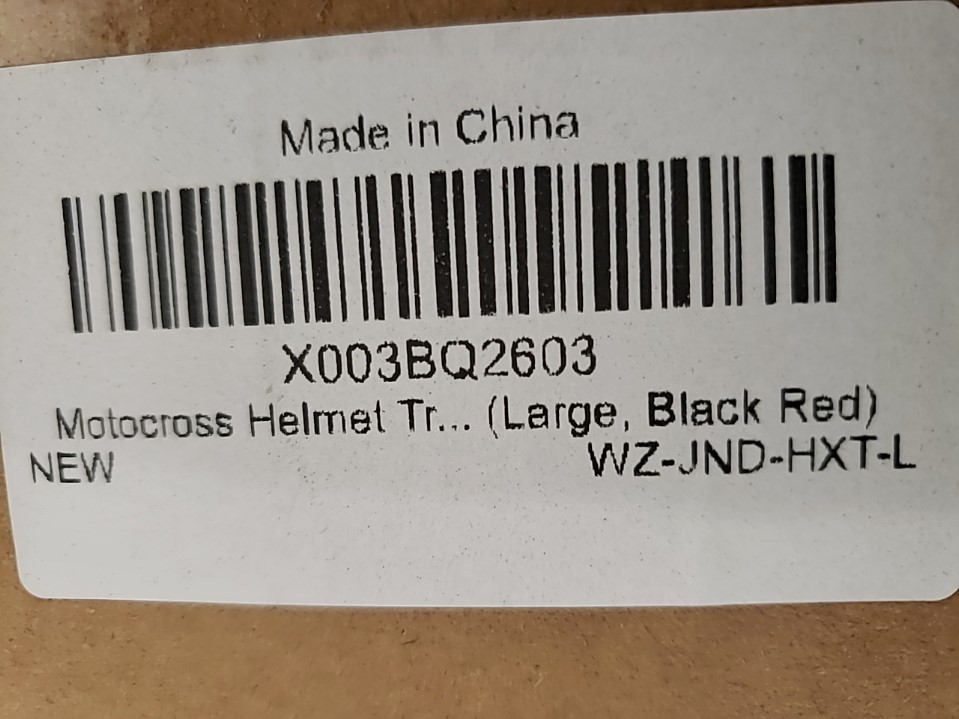 Made in China
X003BQ2603
Motocross Helmet Tr... (Large, Black Red)
NEW WZ-JND-HXT-L